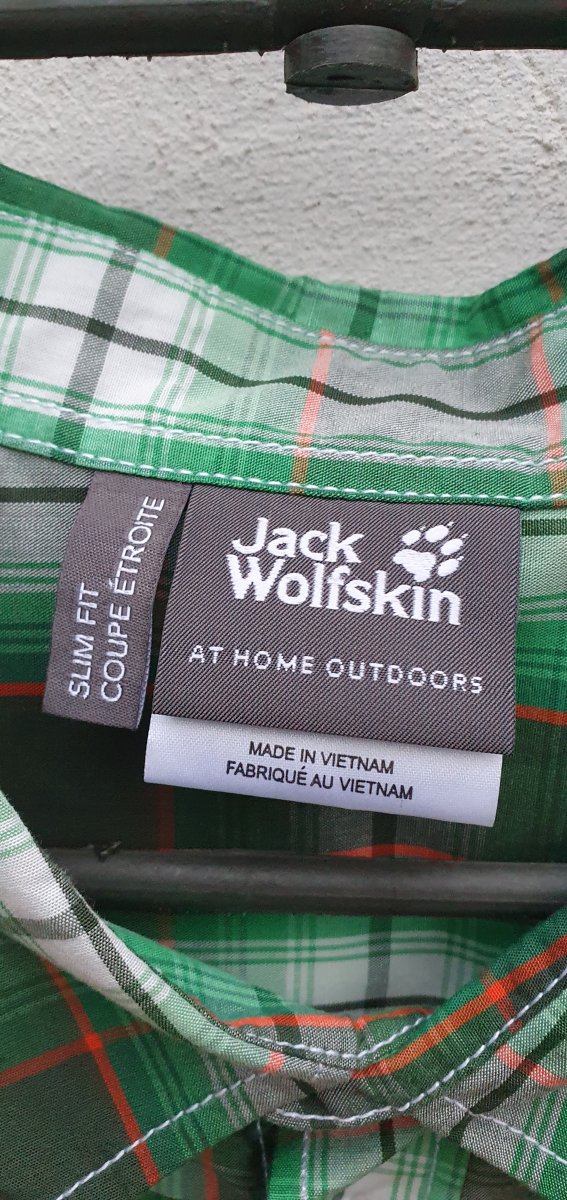 SLIM FIT
COUPE ÉTROITE
Jack
Wolfskin
AT HOME OUTDOORS
MADE IN VIETNAM
FABRIQUÉ AU VIETNAM